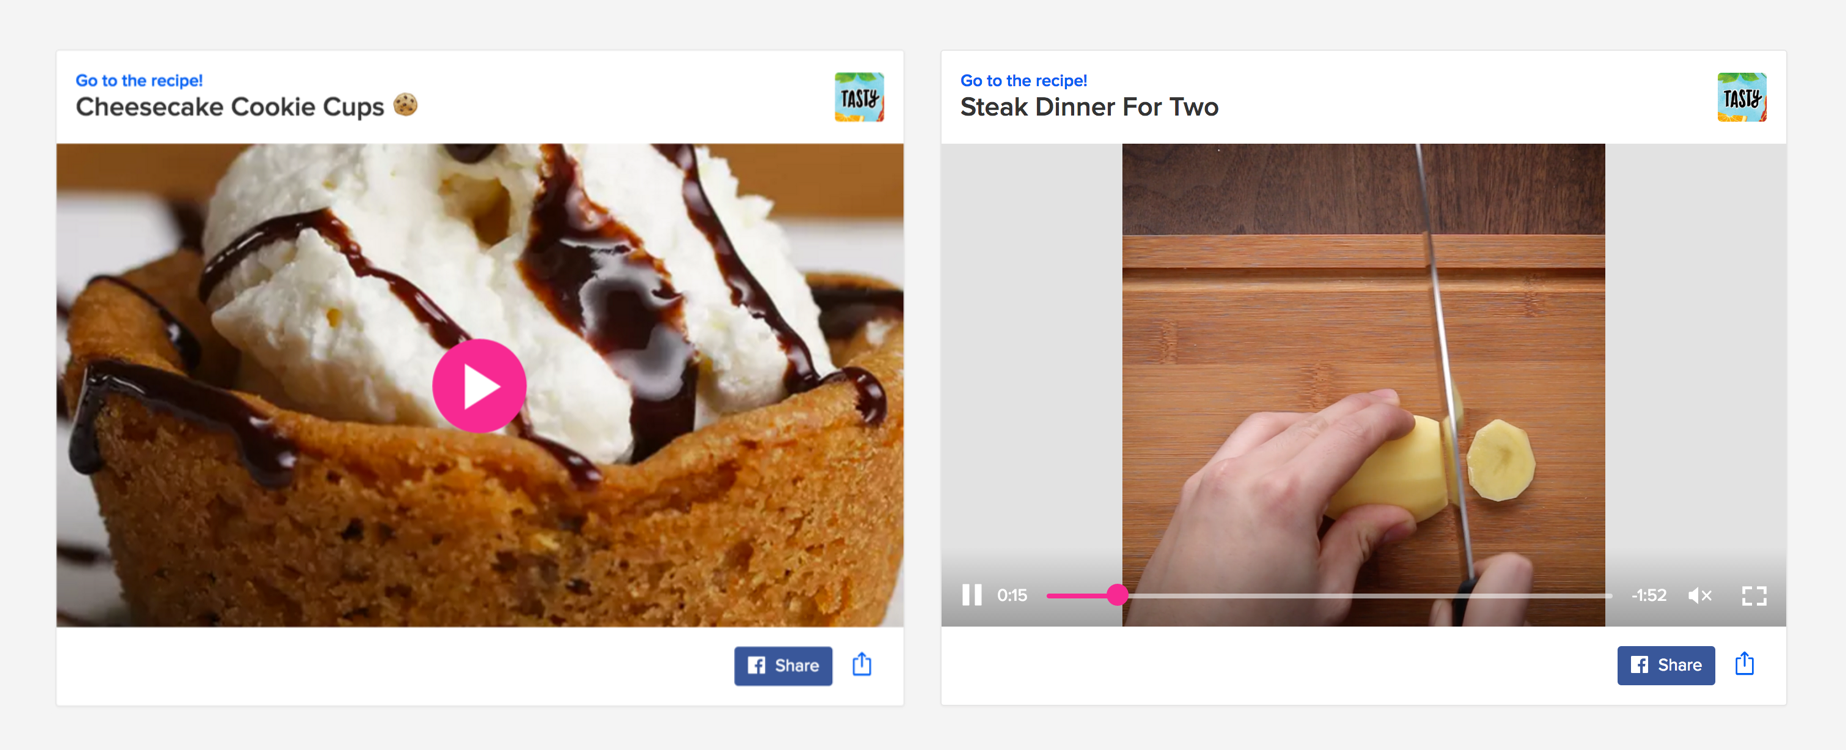 Go to the recipe!
Cheesecake Cookie Cups 🍪
TASTY
Share
Go to the recipe!
Steak Dinner For Two
TASTY
0:15
-1:52
Share